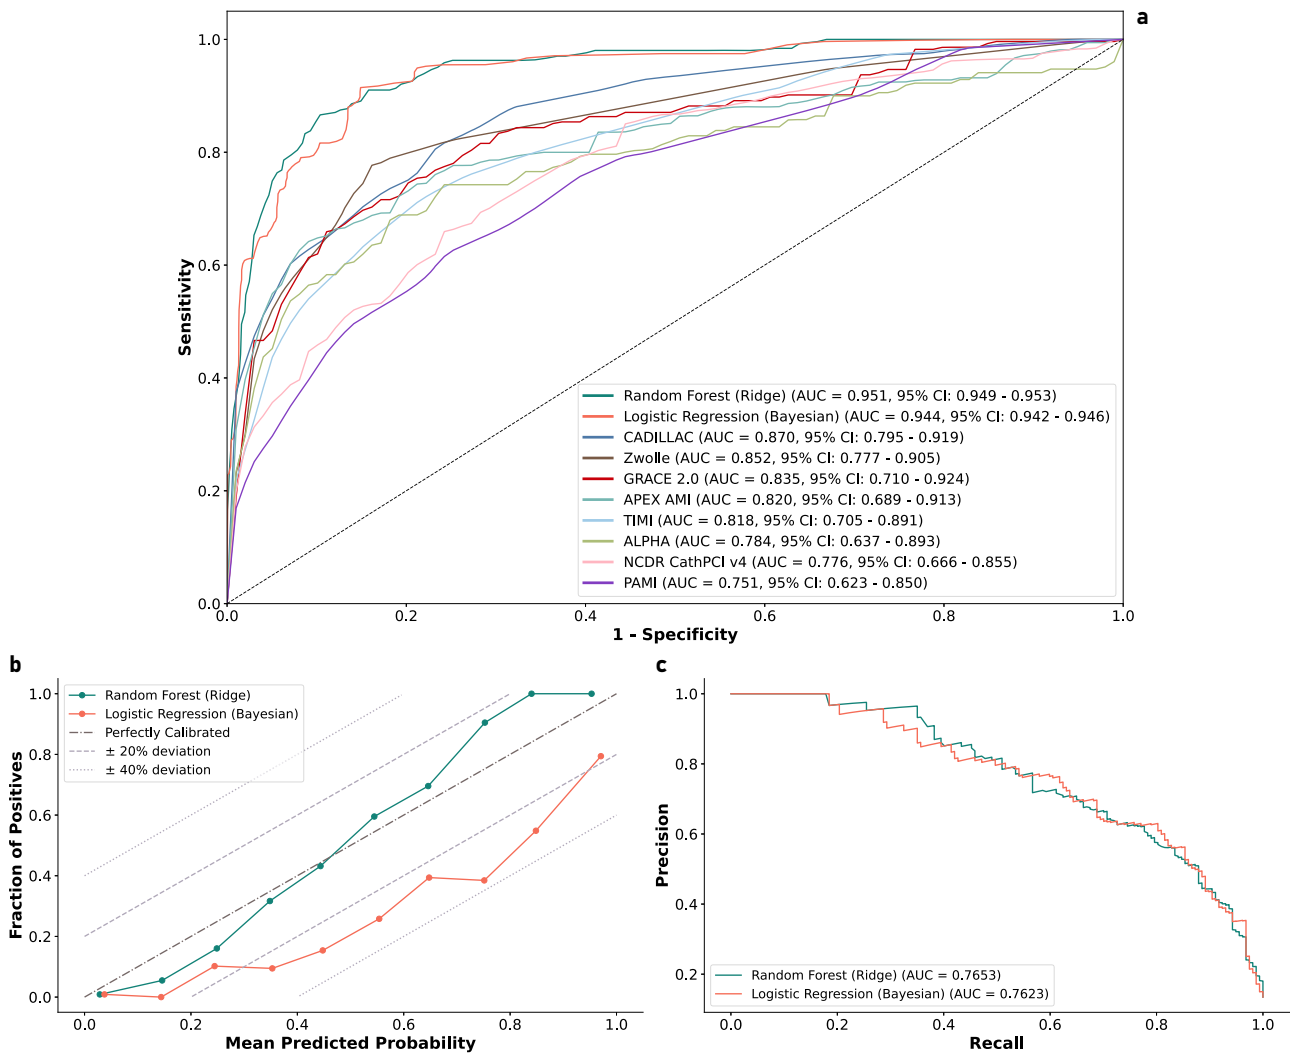 a
1.0
0.8
0.6
0.4
0.2
0.0
Sensitivity
0.0
0.2
0.4
0.6
0.8
1.0
1 - Specificity
Random Forest (Ridge) (AUC = 0.951, 95% CI: 0.949 - 0.953)
Logistic Regression (Bayesian) (AUC = 0.944, 95% CI: 0.942 - 0.946)
CADILLAC (AUC = 0.870, 95% CI: 0.795 - 0.919)
Zwolle (AUC = 0.852, 95% CI: 0.777 - 0.905)
GRACE 2.0 (AUC = 0.835, 95% CI: 0.710 - 0.924)
APEX AMI (AUC = 0.820, 95% CI: 0.689 - 0.913)
TIMI (AUC = 0.818, 95% CI: 0.705 - 0.891)
ALPHA (AUC = 0.784, 95% CI: 0.637 - 0.893)
NCDR CathPCI v4 (AUC = 0.776, 95% CI: 0.666 - 0.855)
PAMI (AUC = 0.751, 95% CI: 0.623 - 0.850)
b
Random Forest (Ridge)
Logistic Regression (Bayesian)
Perfectly Calibrated
± 20% deviation
± 40% deviation
1.0
0.8
0.6
0.4
0.2
0.0
Fraction of Positives
0.0
0.2
0.4
0.6
0.8
1.0
Mean Predicted Probability
c
1.0
0.8
0.6
0.4
0.2
Precision
Random Forest (Ridge) (AUC = 0.7653)
Logistic Regression (Bayesian) (AUC = 0.7623)
0.0
0.2
0.4
0.6
0.8
1.0
Recall